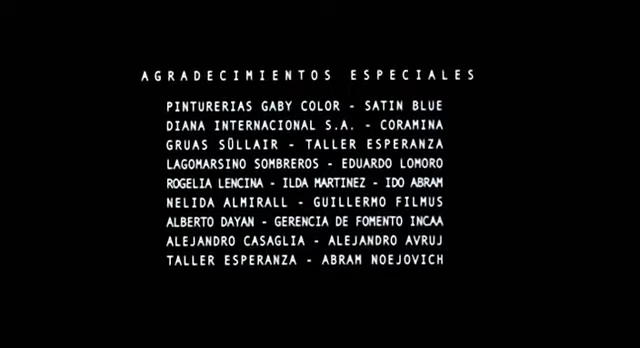 AGRADECIMIENTOS ESPECIALES
PINTURERIAS GABY COLOR - SATIN BLUE
DIANA INTERNACIONAL S.A. - CORAMINA
GRUAS SÜLLAIR - TALLER ESPERANZA
LAGOMARSINO SOMBREROS - EDUARDO LOMORO
ROGELIA LENCINA - ILDA MARTINEZ - IDO ABRAM
NELIDA ALMIRALL - GUILLERMO FILMUS
ALBERTO DAYAN - GERENCIA DE FOMENTO INCAA
ALEJANDRO CASAGLIA - ALEJANDRO AVRUJ
TALLER ESPERANZA - ABRAM NOEJOVICH